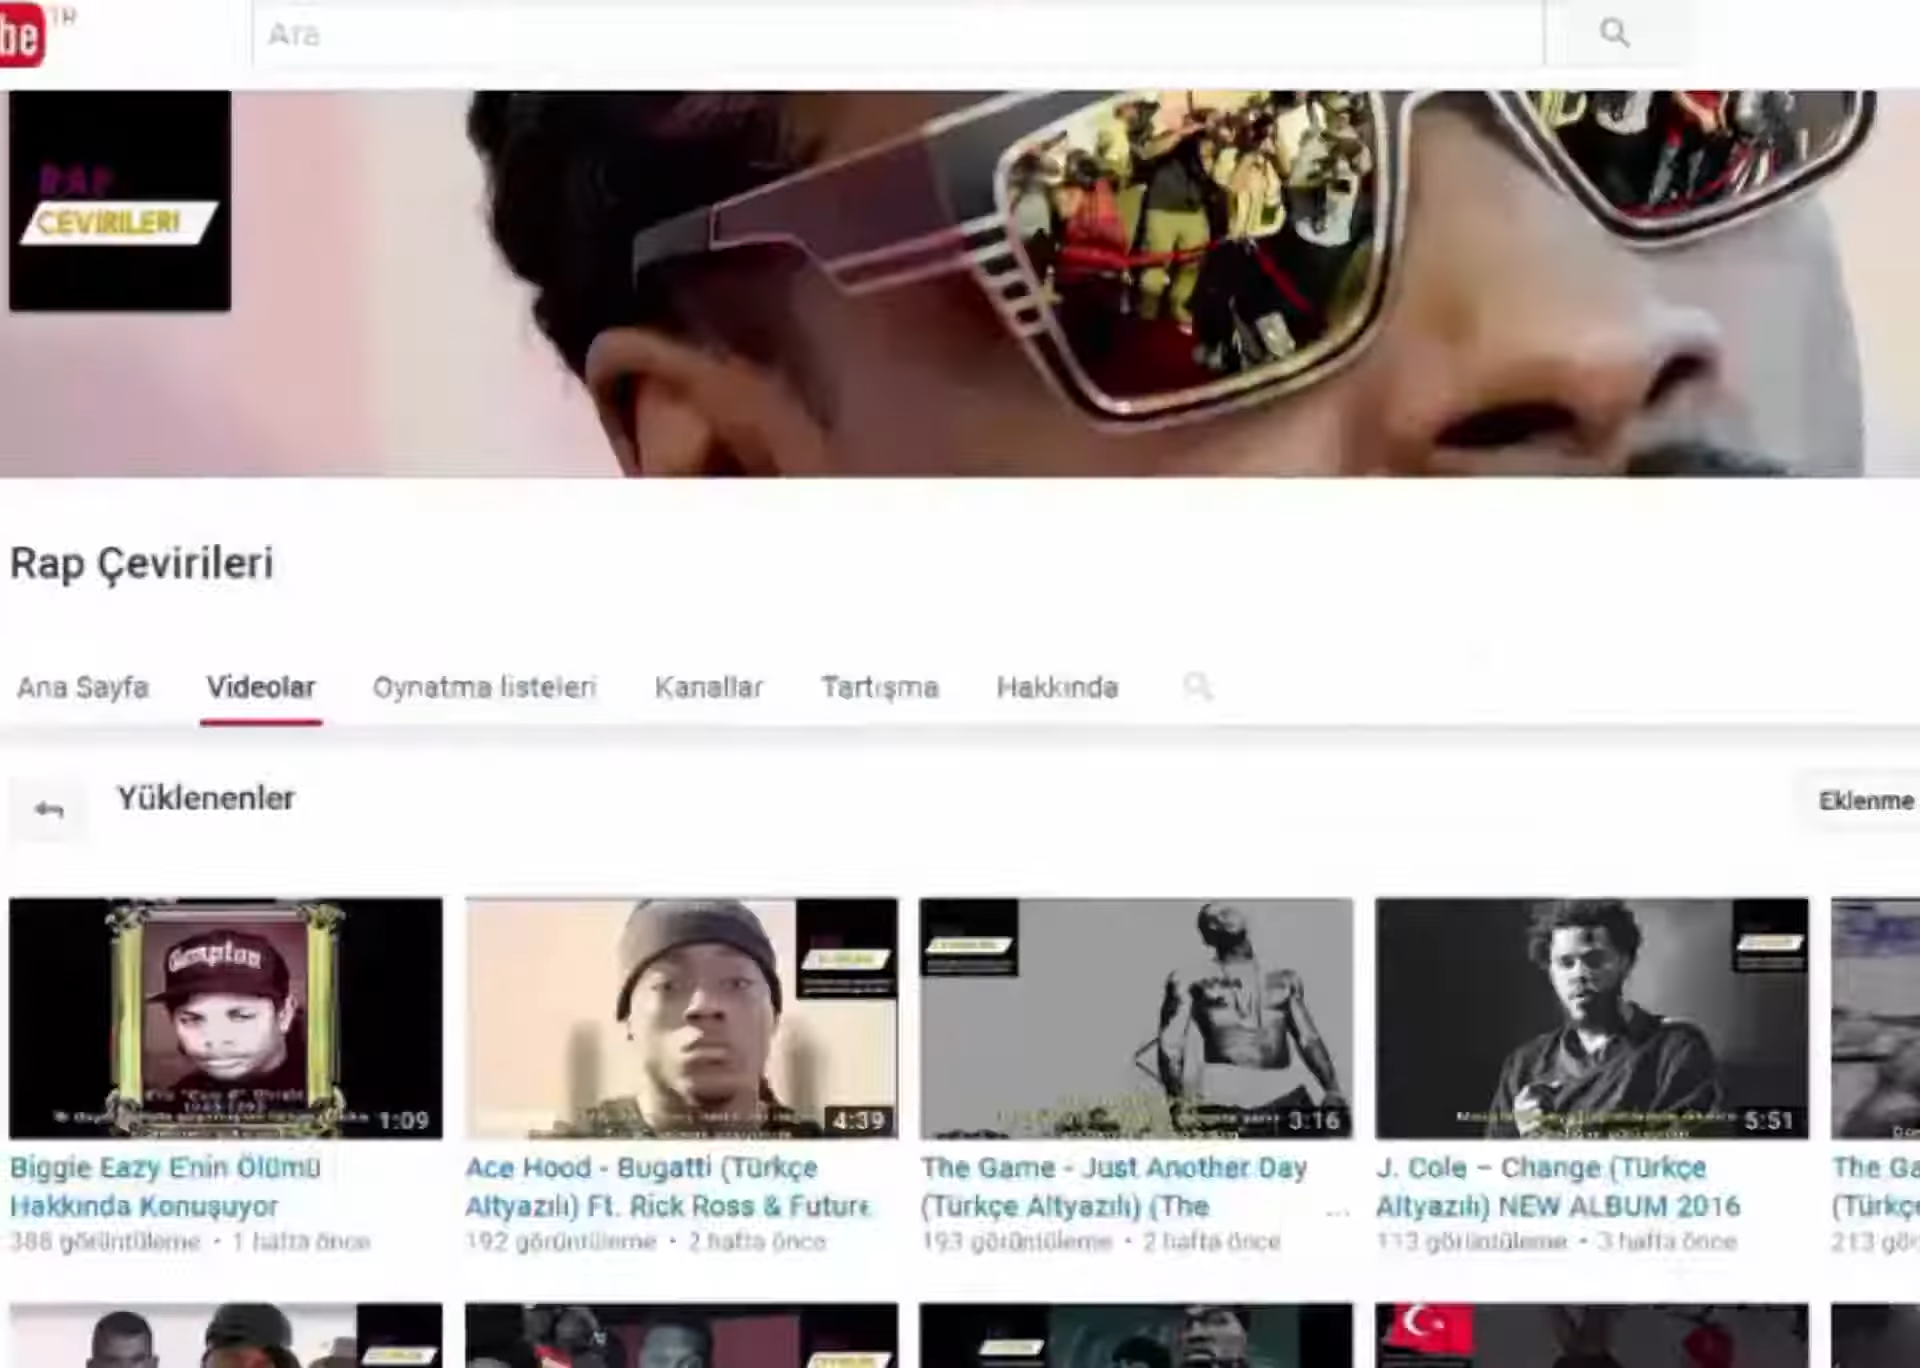 be TR
Ara
RAP
ÇEVİRİLERİ
Rap Çevirileri
Ana Sayfa Videolar Oynatma listeleri Kanallar Tartışma Hakkında
Yüklenenler
Eklenme
Compton
1:09
4:39
3:16
5:51
Biggie Eazy E'nin Ölümü
Hakkında Konuşuyor
388 görüntüleme • 1 hafta önce
Ace Hood - Bugatti (Türkçe
Altyazılı) Ft. Rick Ross & Future
192 görüntüleme • 2 hafta önce
The Game - Just Another Day
(Türkçe Altyazılı) (The ...
193 görüntüleme • 2 hafta önce
J. Cole – Change (Türkçe
Altyazılı) NEW ALBUM 2016
113 görüntüleme • 3 hafta önce
The Ga
(Türkçe
213 gör